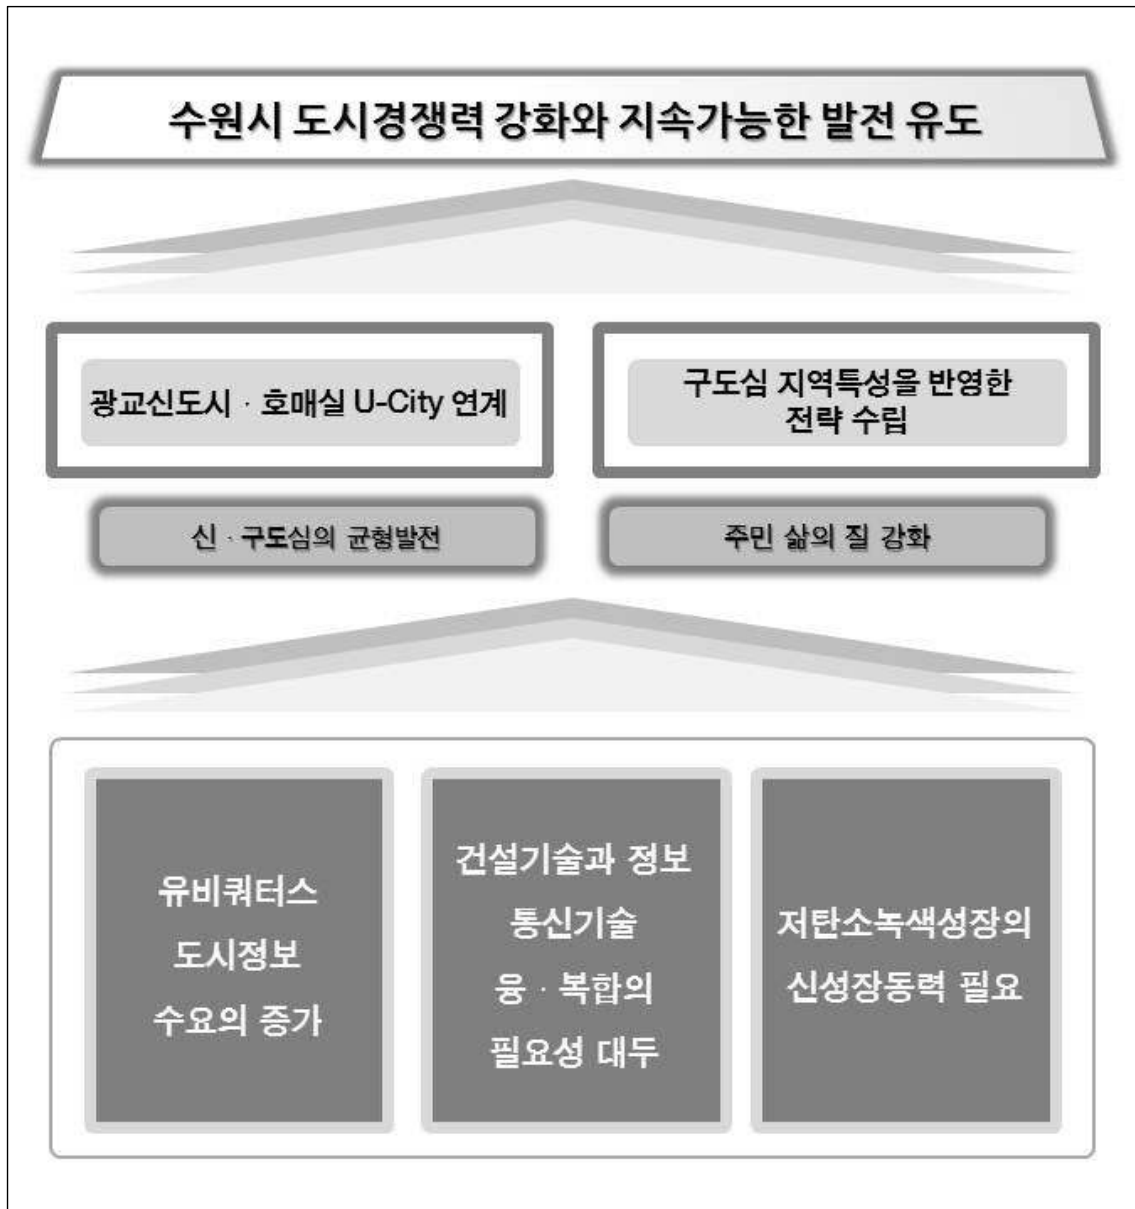 수원시 도시경쟁력 강화와 지속가능한 발전 유도
광교신도시 · 호매실 U-City 연계
구도심 지역특성을 반영한
전략 수립
신 · 구도심의 균형발전
주민 삶의 질 강화
유비쿼터스
도시정보
수요의 증가
건설기술과 정보
통신기술
융 · 복합의
필요성 대두
저탄소녹색성장의
신성장동력 필요